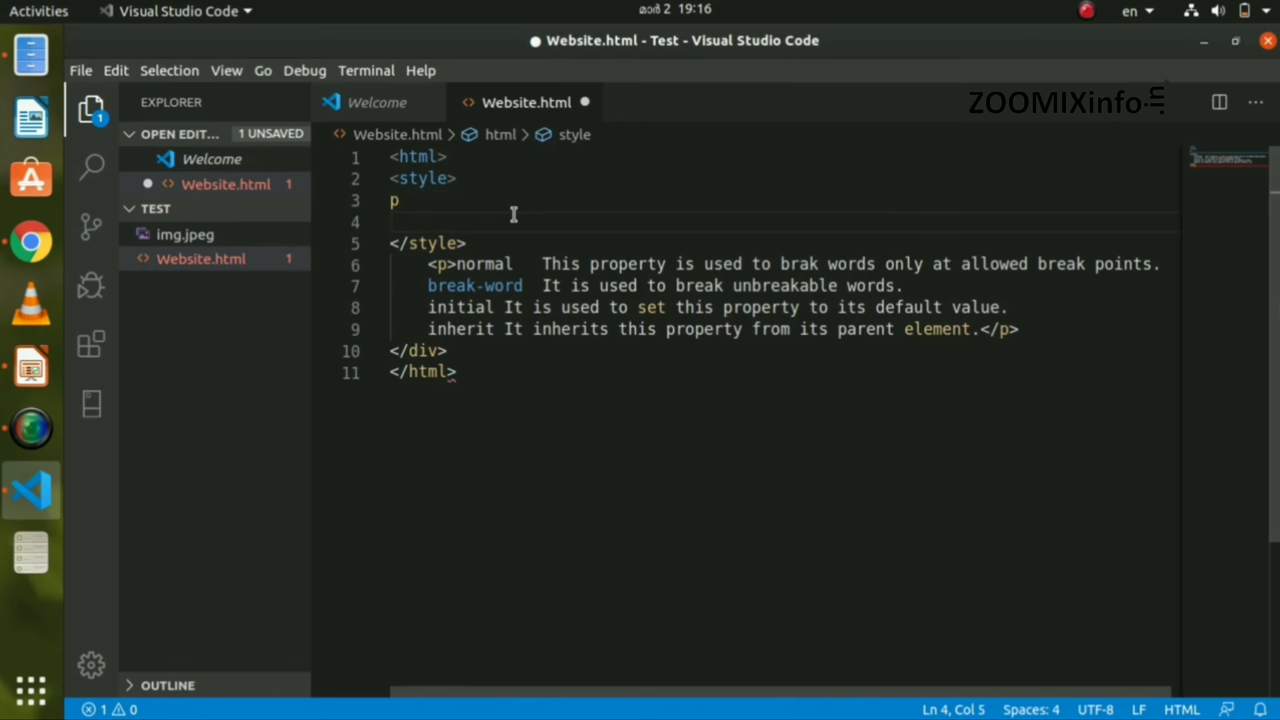 Activities
Visual Studio Code
മാർ 2 19:16
en
Website.html - Test - Visual Studio Code
File Edit Selection View Go Debug Terminal Help
EXPLORER
Welcome
Website.html
ZOOMIXinfo.in
OPEN EDIT... 1 UNSAVED
Welcome
Website.html 1
TEST
img.jpeg
Website.html 1
OUTLINE
1
Website.html > html > style
1 <html>
2 <style>
3 p
4
5 </style>
6 <p>normal This property is used to brak words only at allowed break points.
7 break-word It is used to break unbreakable words.
8 initial It is used to set this property to its default value.
9 inherit It inherits this property from its parent element.</p>
10 </div>
11 </html>
1 0
Ln 4, Col 5 Spaces: 4 UTF-8 LF HTML